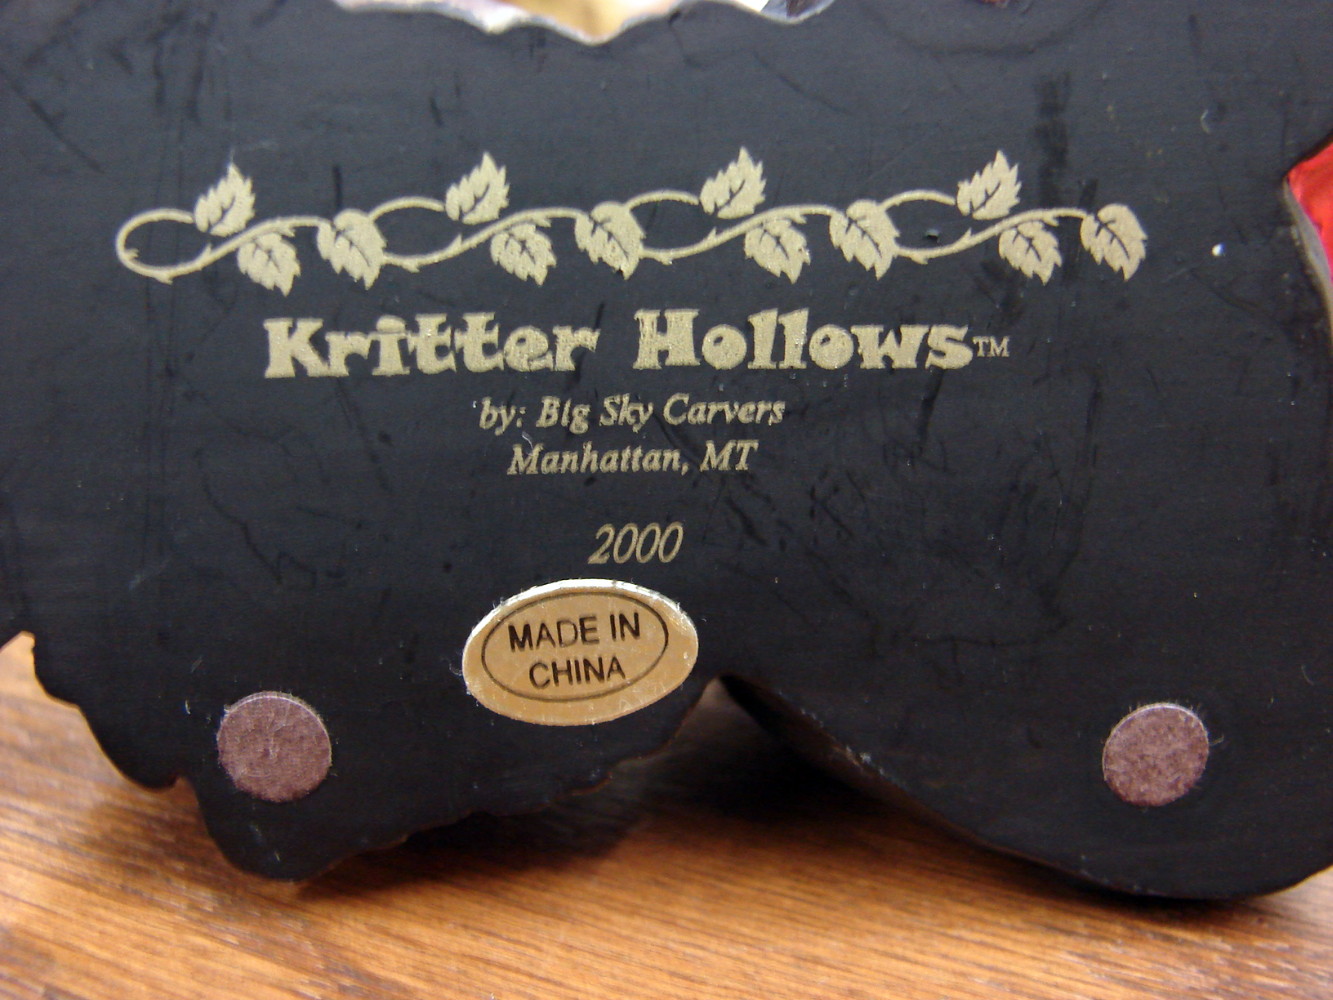 Kritter Hollows™
by: Big Sky Carvers
Manhattan, MT
2000
MADE IN
CHINA